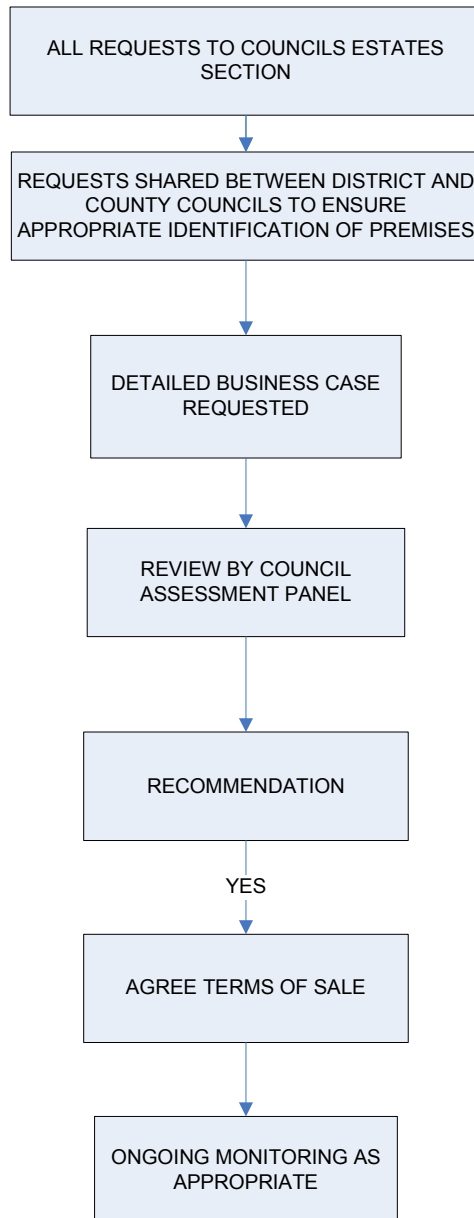 ALL REQUESTS TO COUNCILS ESTATES
SECTION
REQUESTS SHARED BETWEEN DISTRICT AND
COUNTY COUNCILS TO ENSURE
APPROPRIATE IDENTIFICATION OF PREMISES
DETAILED BUSINESS CASE
REQUESTED
REVIEW BY COUNCIL
ASSESSMENT PANEL
RECOMMENDATION
YES
AGREE TERMS OF SALE
ONGOING MONITORING AS
APPROPRIATE